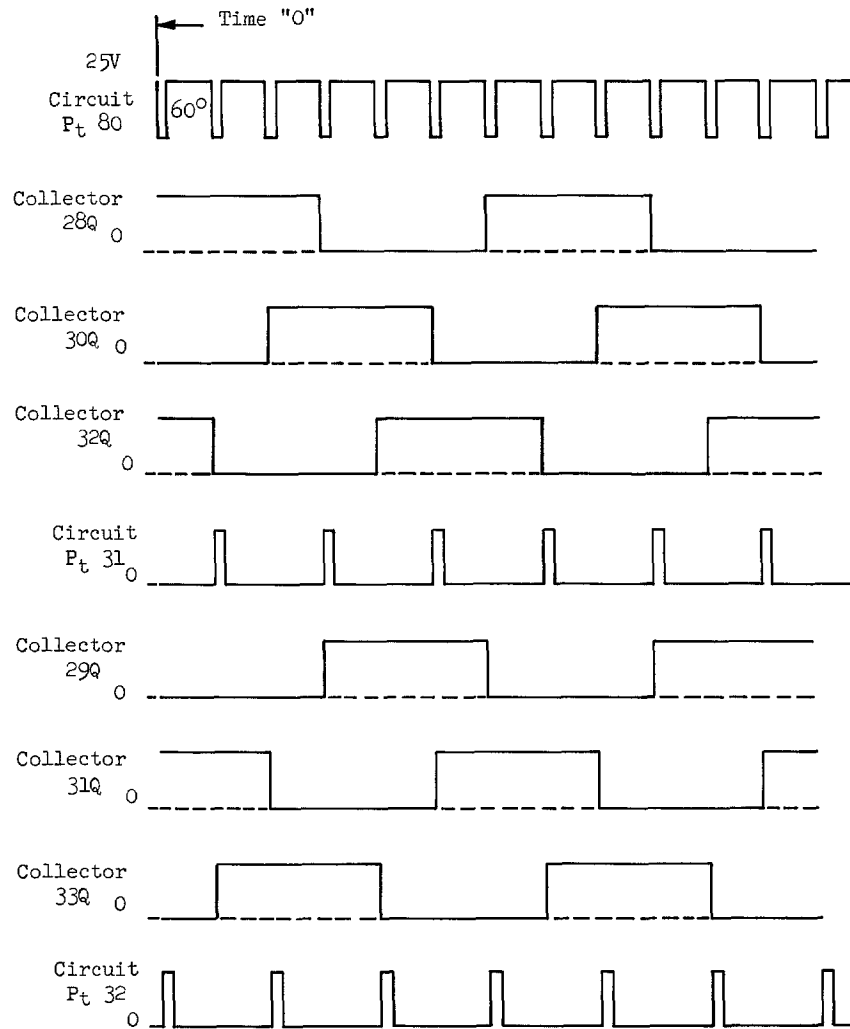 Time "0"
25V
Circuit
Pt 80
60°
Collector
28Q
0
Collector
30Q
0
Collector
32Q
0
Circuit
Pt 31
0
Collector
29Q
0
Collector
31Q
0
Collector
33Q
0
Circuit
Pt 32
0